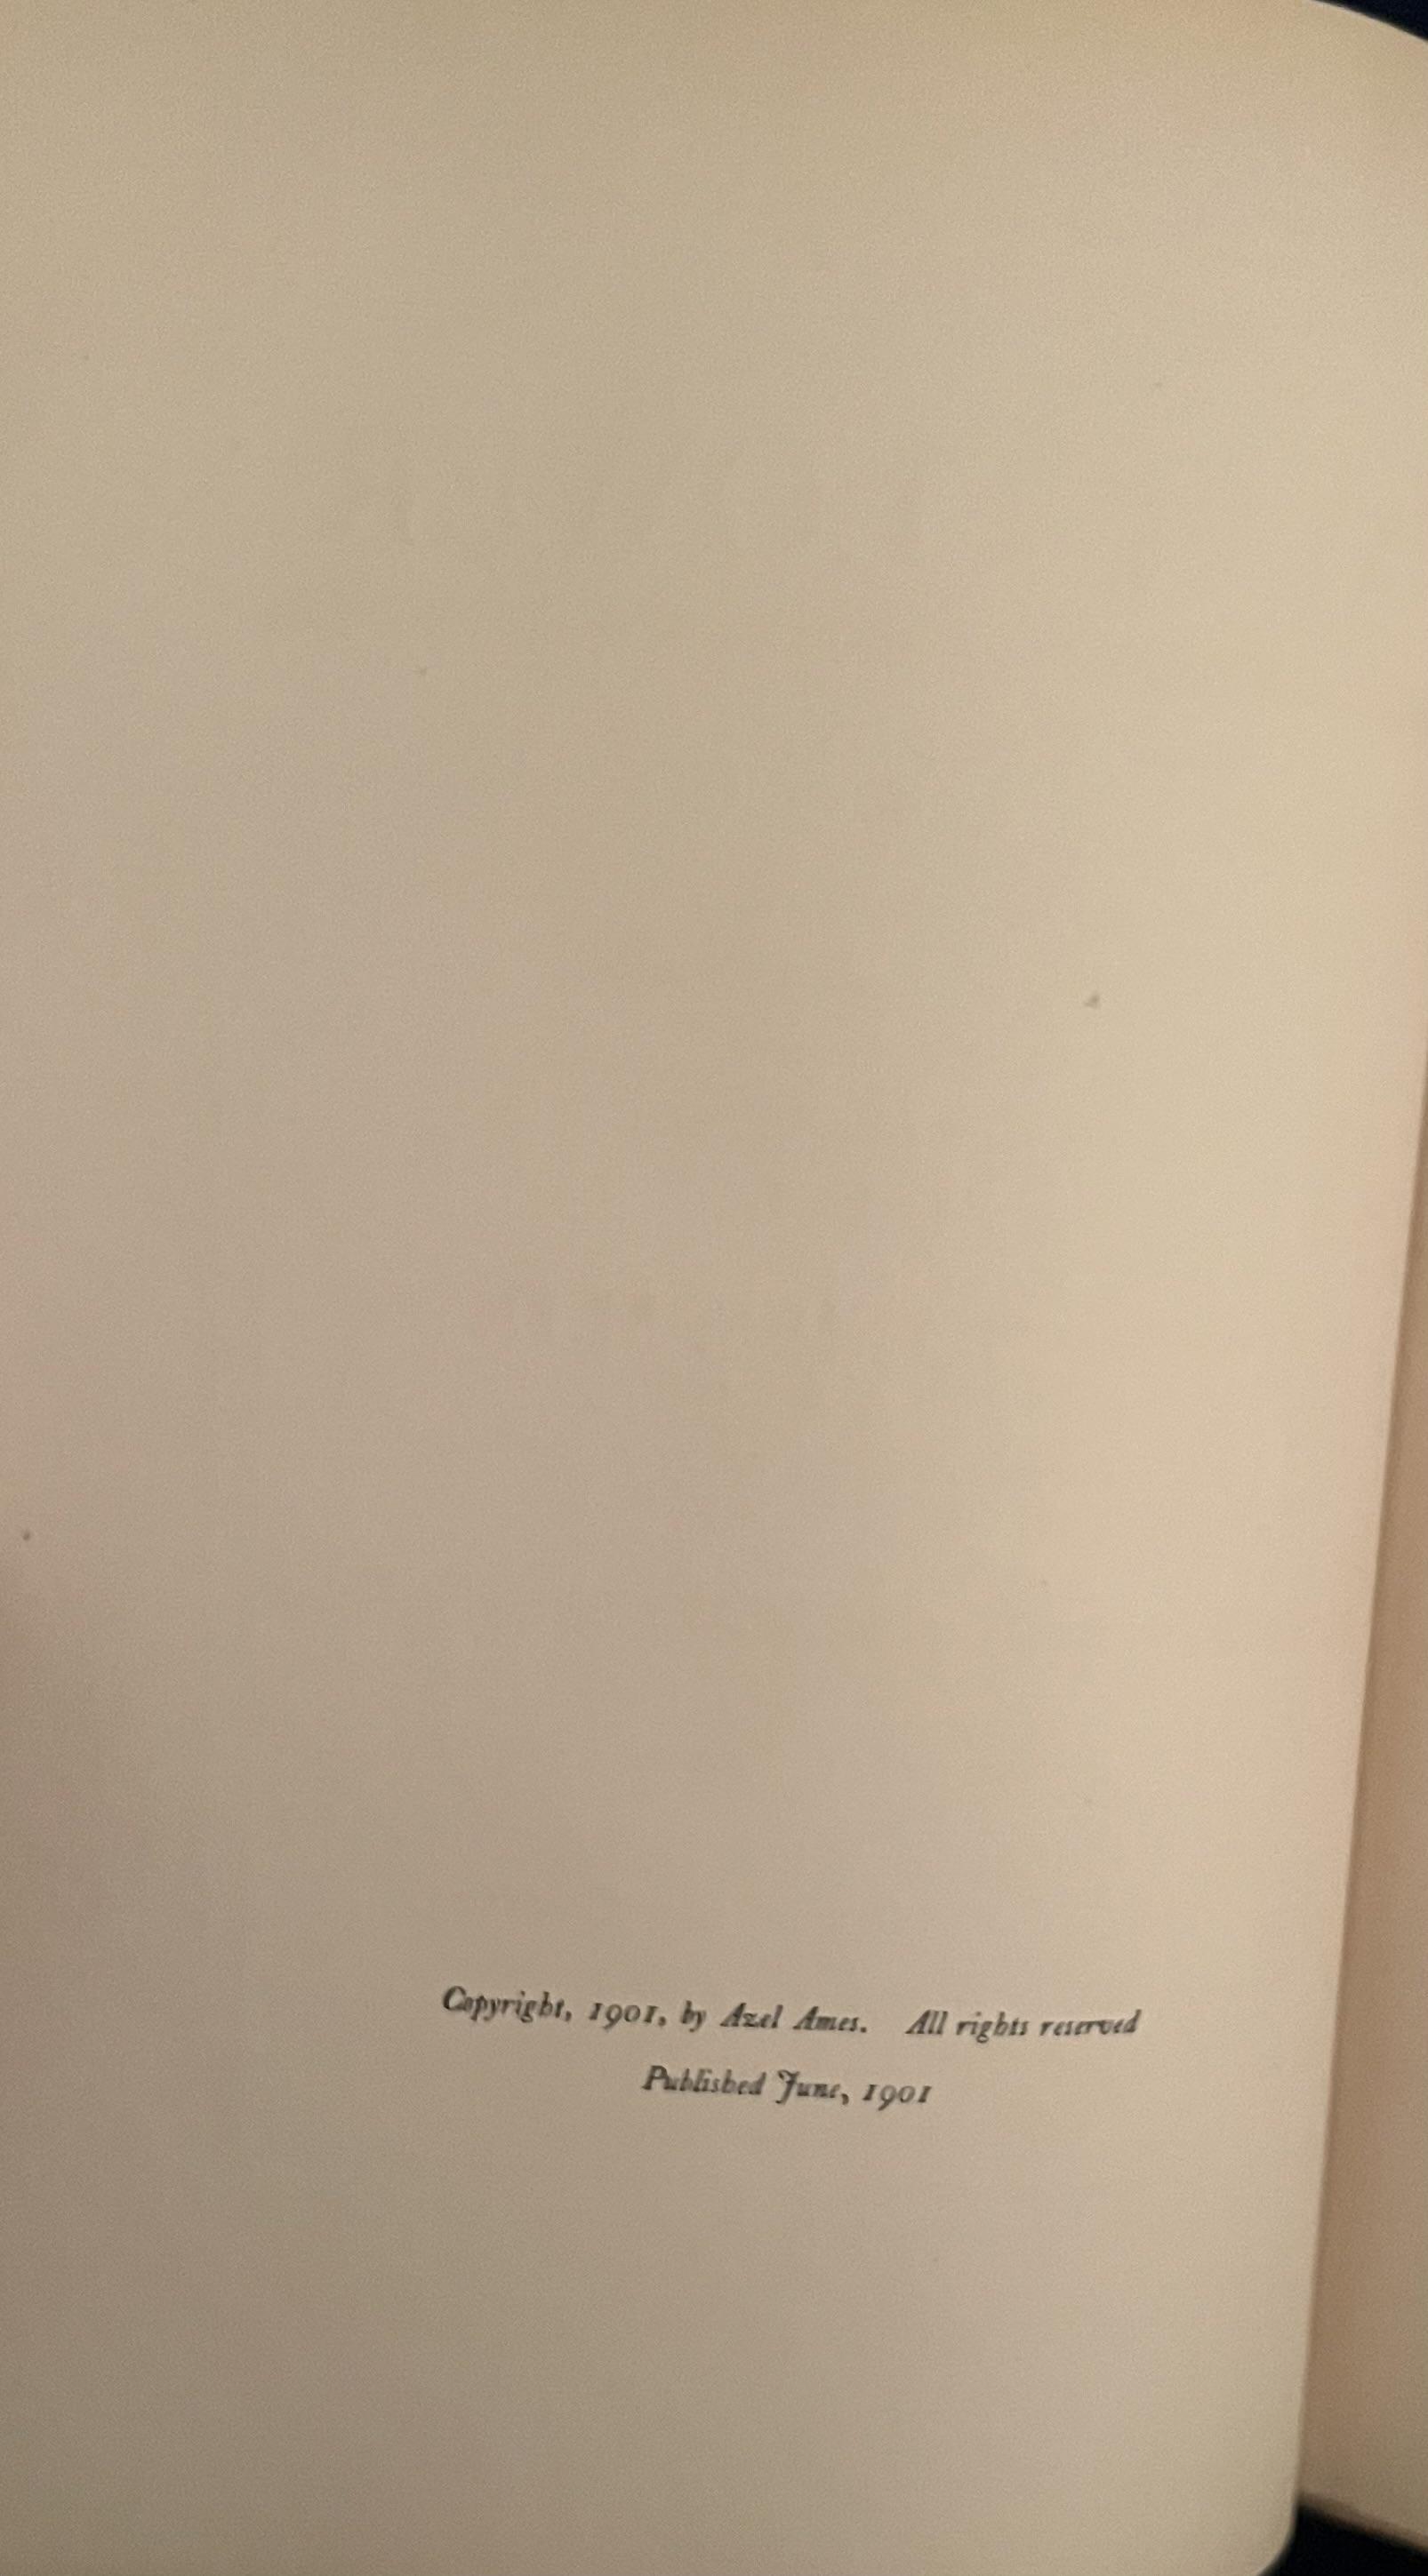 Copyright, 1901, by Azel Ames. All rights reserved
Published June, 1901